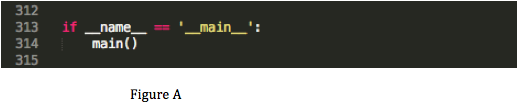 312
313 if __name__ == '__main__':
314 main()
315
Figure A